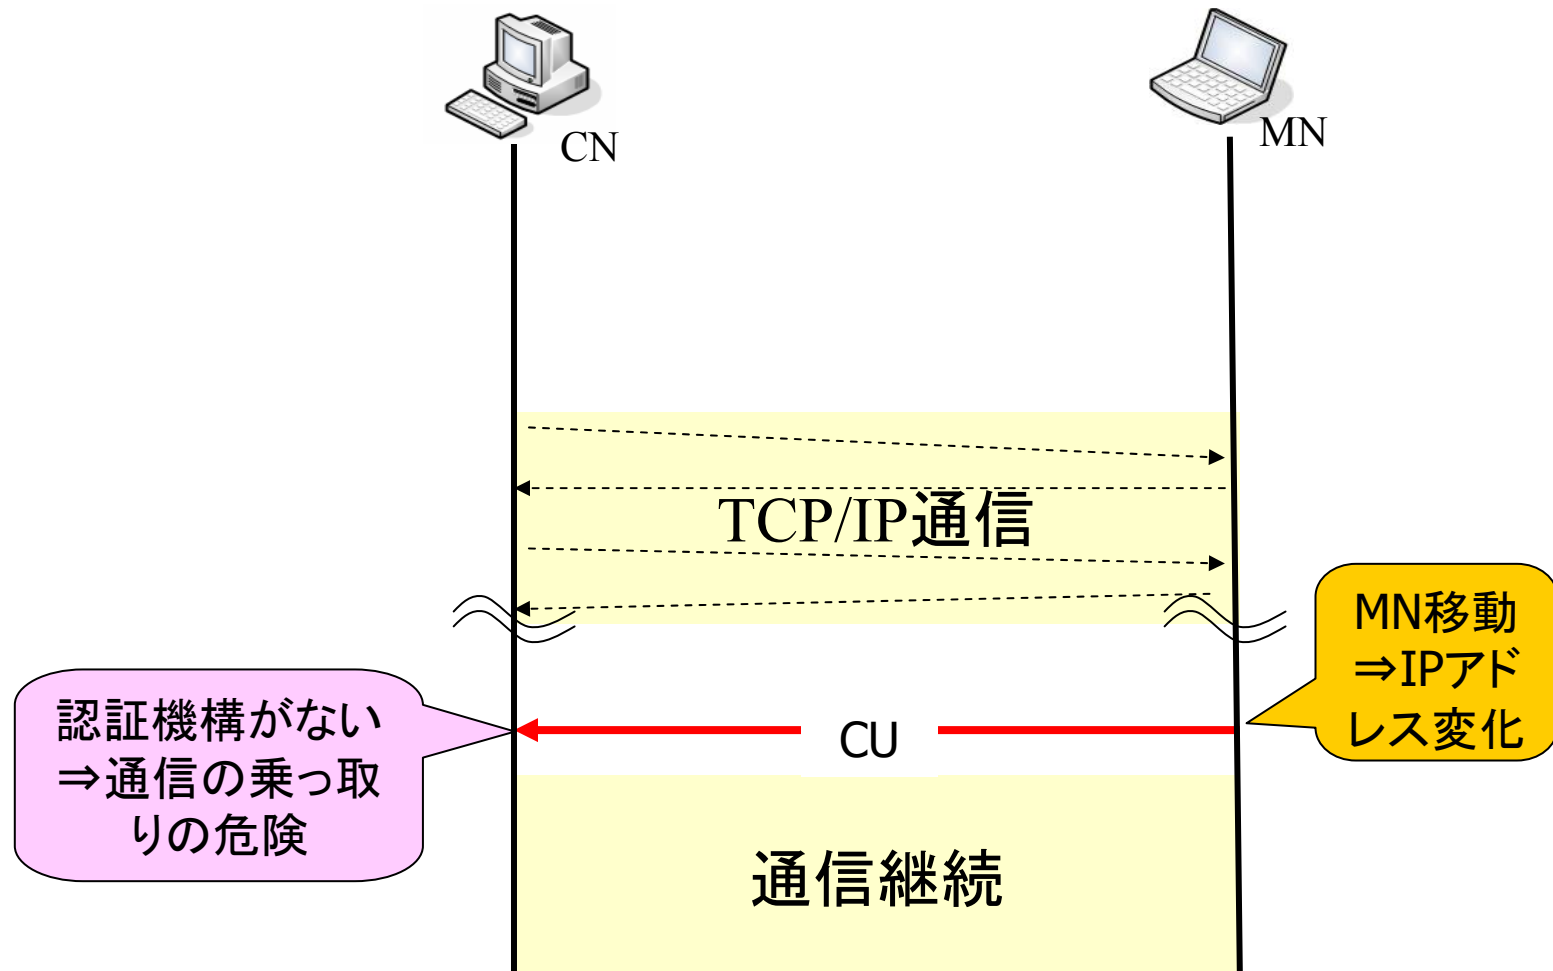 CN
MN
TCP/IP通信
MN移動
⇒IPアド
レス変化
認証機構がない
⇒通信の乗っ取
りの危険
CU
通信継続